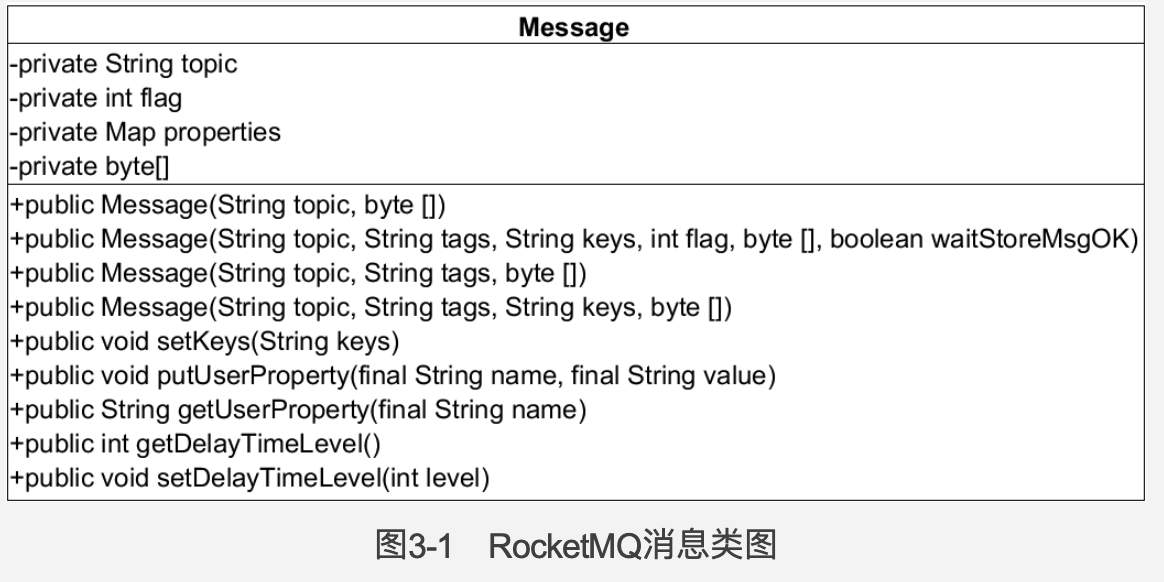 Message
-private String topic
-private int flag
-private Map properties
-private byte[]
+public Message(String topic, byte [])
+public Message(String topic, String tags, String keys, int flag, byte [], boolean waitStoreMsgOK)
+public Message(String topic, String tags, byte [])
+public Message(String topic, String tags, String keys, byte [])
+public void setKeys(String keys)
+public void putUserProperty(final String name, final String value)
+public String getUserProperty(final String name)
+public int getDelayTimeLevel()
+public void setDelayTimeLevel(int level)
图3-1 RocketMQ消息类图